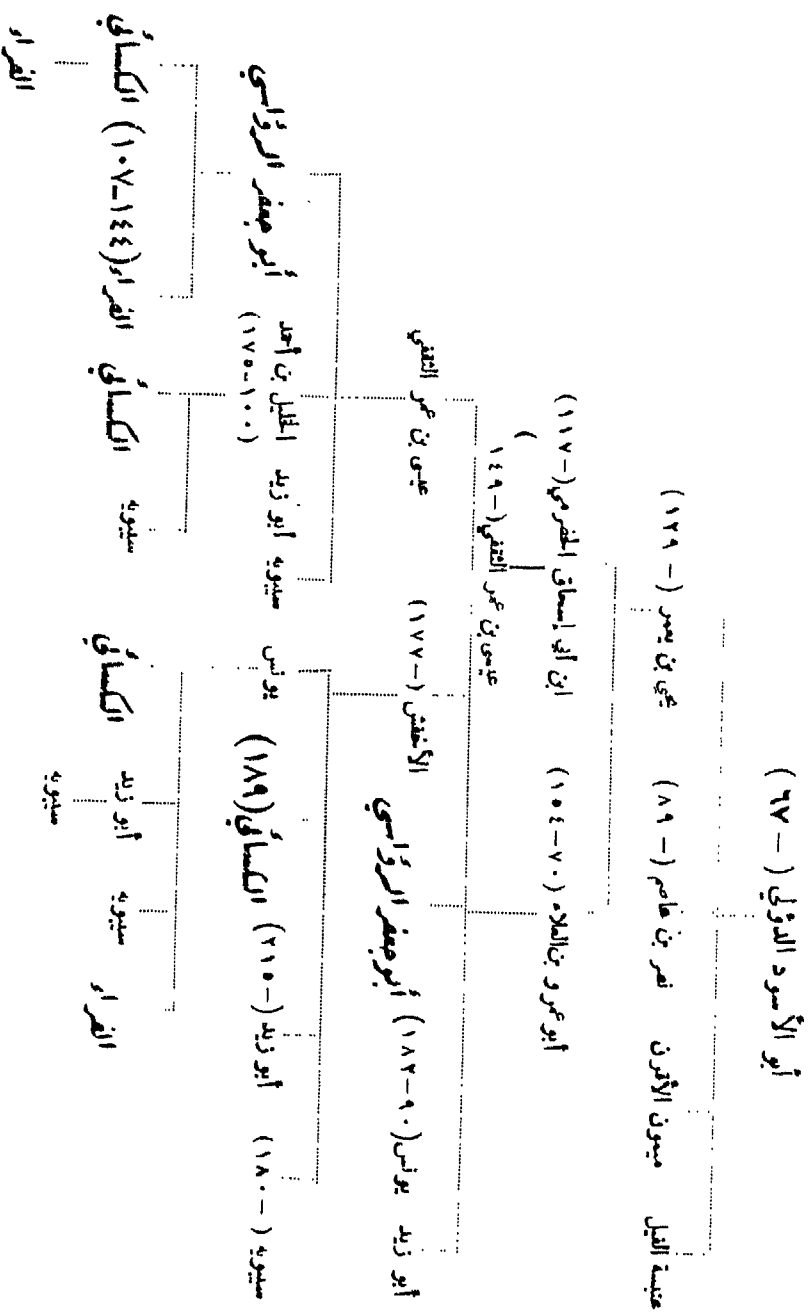 أبو الأسود الدؤلي ( – ٦٧)
عنبسة الفيل ميمون الأقرن نصر بن عاصم ( – ٨٩) يحيى بن يعمر ( – ١٢٩)
أبو عمرو بن العلاء (٧٠ – ١٥٤) ابن أبي إسحاق الحضرمي (– ١١٧)
عيسى بن عمر الثقفي (– ١٤٩
)
أبو زيد يونس (٩٠–١٨٢) أبو جعفر الرؤاسي الأخفش (– ١٧٧) عيسى بن عمر الثقفي
سيبويه (– ١٨٠) أبو زيد (– ٢١٥) الكسائي (١٨٩) يونس سيبويه أبو زيد الخليل بن أحمد أبو جعفر الرؤاسي
(١٠٠–١٧٥)
الفراء سيبويه أبو زيد الكسائي سيبويه الكسائي الفراء (١٤٤–١٠٧) الكسائي
سيبويه الفراء